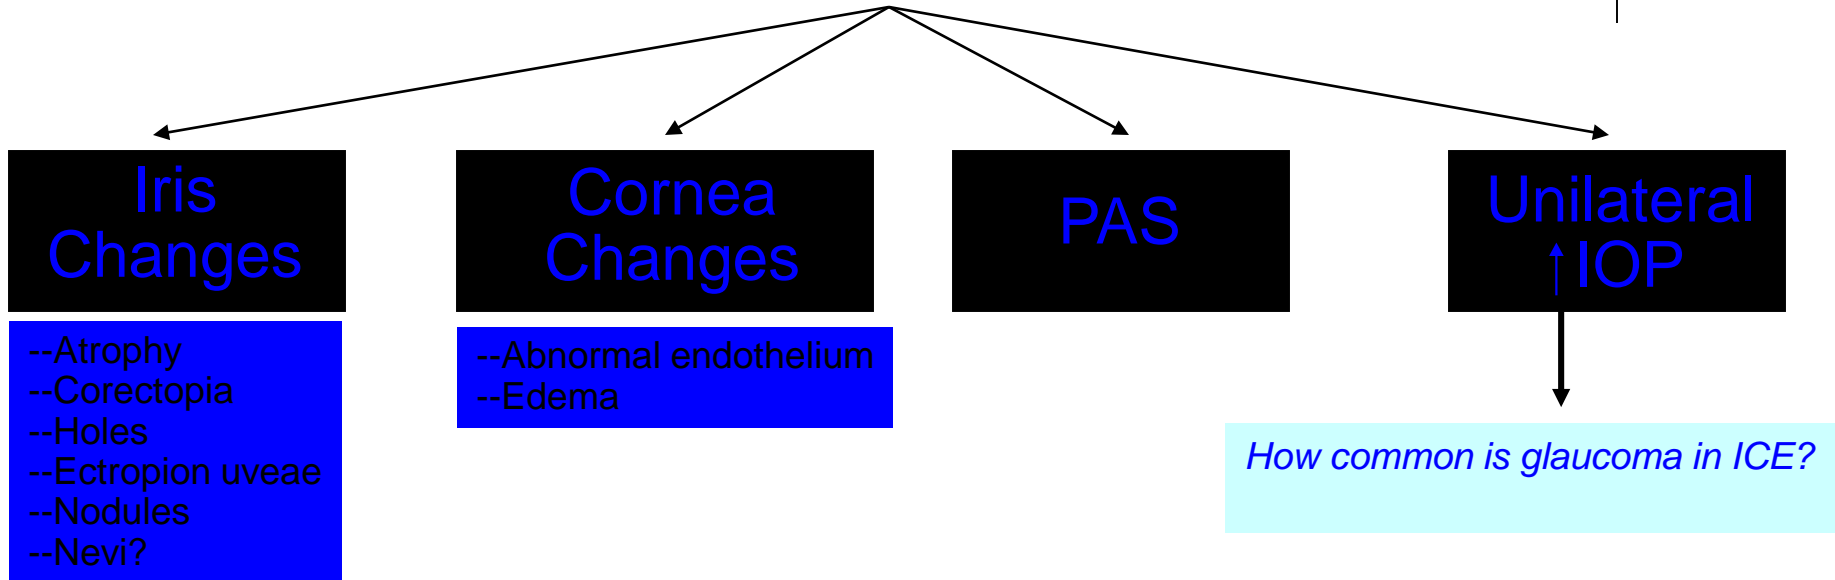 Iris
Changes
Cornea
Changes
PAS
Unilateral
IOP
--Atrophy
--Corectopia
--Holes
--Ectropion uveae
--Nodules
--Nevi?
--Abnormal endothelium
--Edema
How common is glaucoma in ICE?